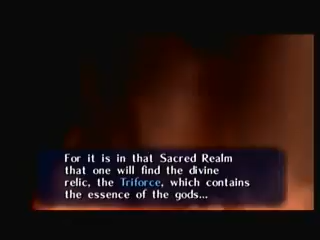 For it is in that Sacred Realm
that one will find the divine
relic, the Triforce, which contains
the essence of the gods...